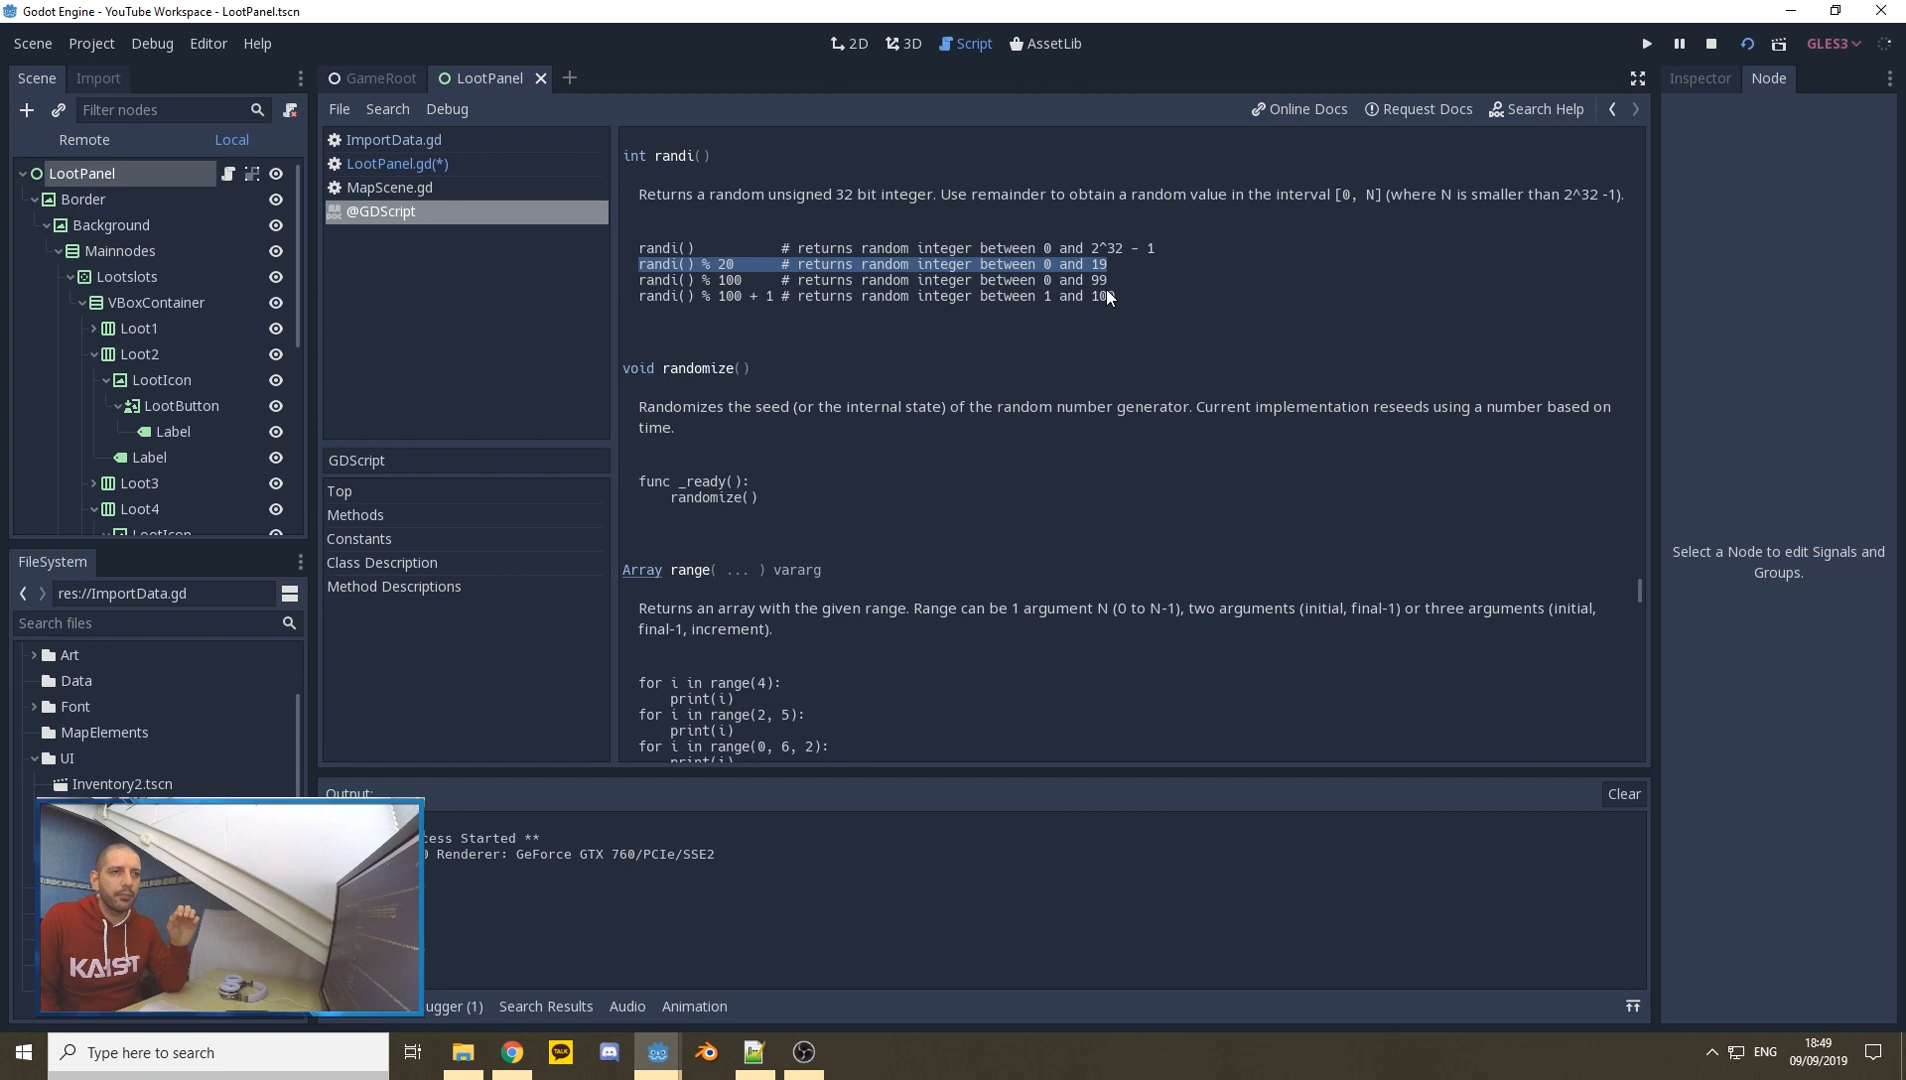 Godot Engine - YouTube Workspace - LootPanel.tscn
Scene Project Debug Editor Help
2D 3D Script AssetLib
GLES3
Scene Import
GameRoot LootPanel
Inspector Node
Filter nodes
File Search Debug
Online Docs Request Docs Search Help
Remote Local
LootPanel
Border
Background
Mainnodes
Lootslots
VBoxContainer
Loot1
Loot2
LootIcon
LootButton
Label
Label
Loot3
Loot4
LootIcon
ImportData.gd
LootPanel.gd(*)
MapScene.gd
@GDScript
GDScript
Top
Methods
Constants
Class Description
Method Descriptions
int randi()
Returns a random unsigned 32 bit integer. Use remainder to obtain a random value in the interval [0, N] (where N is smaller than 2^32 -1).
randi() # returns random integer between 0 and 2^32 - 1
randi() % 20 # returns random integer between 0 and 19
randi() % 100 # returns random integer between 0 and 99
randi() % 100 + 1 # returns random integer between 1 and 100
void randomize()
Randomizes the seed (or the internal state) of the random number generator. Current implementation reseeds using a number based on
time.
func _ready():
randomize()
Array range( ... ) vararg
Returns an array with the given range. Range can be 1 argument N (0 to N-1), two arguments (initial, final-1) or three arguments (initial,
final-1, increment).
for i in range(4):
print(i)
for i in range(2, 5):
print(i)
for i in range(0, 6, 2):
print(i)
Select a Node to edit Signals and
Groups.
FileSystem
res://ImportData.gd
Search files
Art
Data
Font
MapElements
UI
Inventory2.tscn
Output:
Clear
cess Started **
0 Renderer: GeForce GTX 760/PCIe/SSE2
KAIST
ugger (1) Search Results Audio Animation
Type here to search
TALK
ENG
18:49
09/09/2019